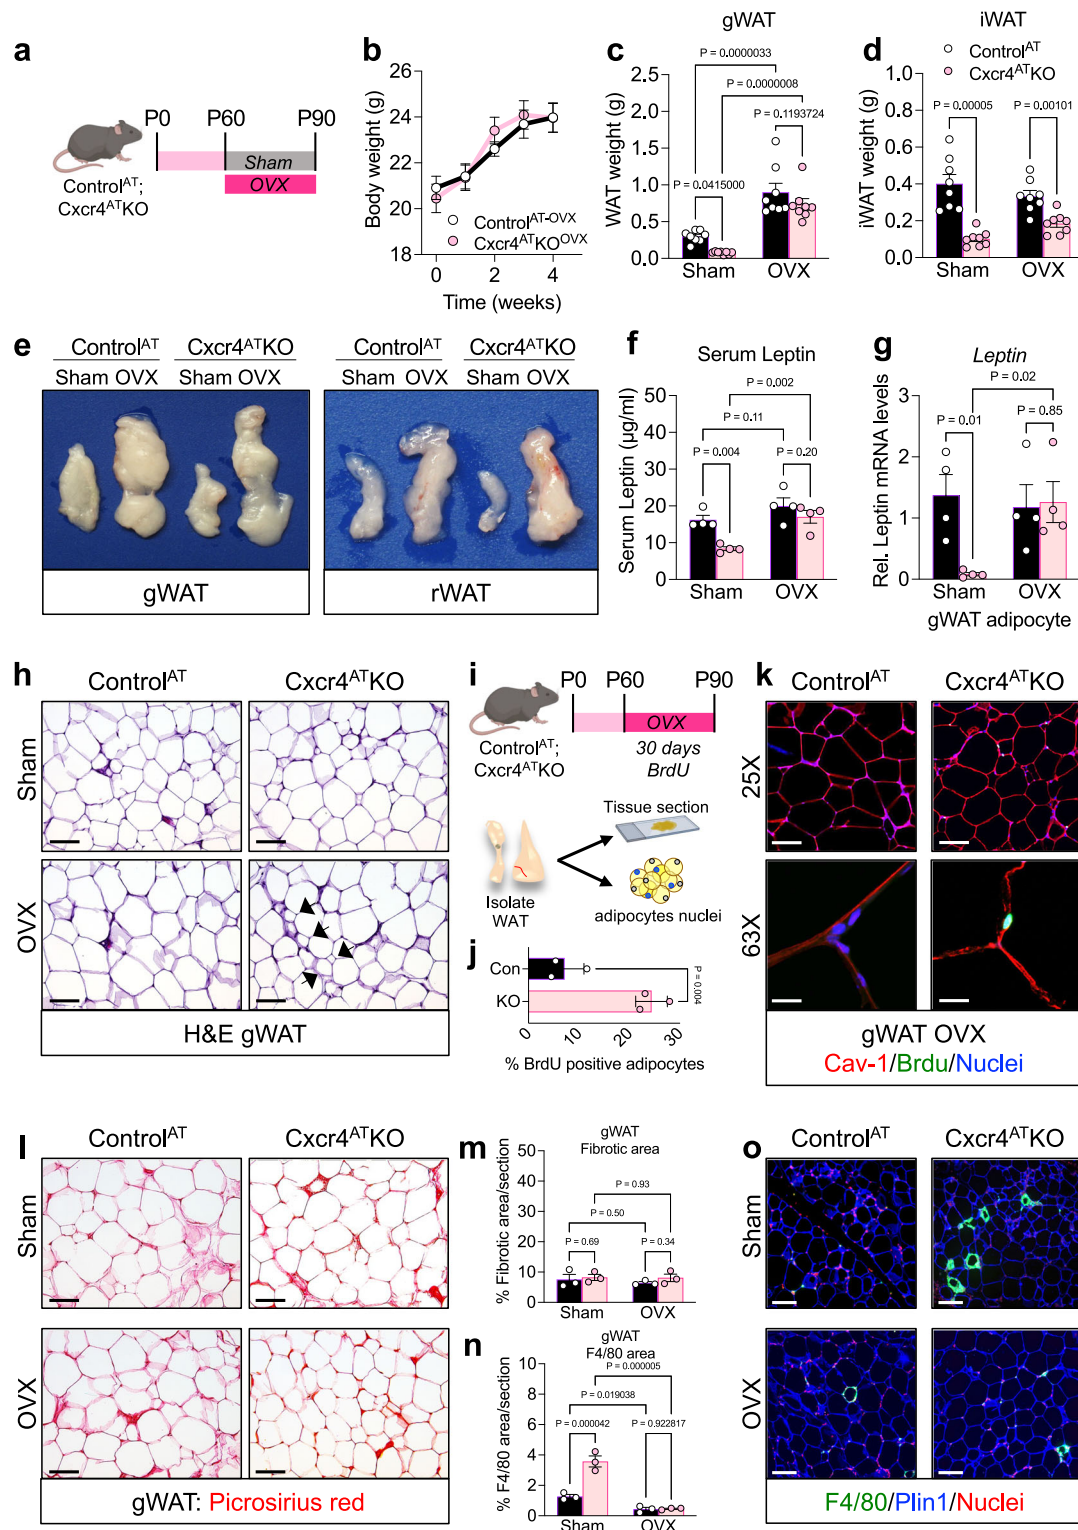 a
P0 P60 P90
Sham
OVX
Control^AT;
Cxcr4^ATKO
b
Body weight (g)
26
24
22
20
18
0 2 4
Time (weeks)
Control^AT-OVX
Cxcr4^ATKO^OVX
c
gWAT
P = 0.0000033
P = 0.0000008
P = 0.1193724
P = 0.0415000
WAT weight (g)
2.5
2.0
1.5
1.0
0.5
0.0
Sham OVX
d
iWAT
Control^AT
Cxcr4^ATKO
P = 0.00005 P = 0.00101
iWAT weight (g)
1.0
0.8
0.6
0.4
0.2
0.0
Sham OVX
e
Control^AT Cxcr4^ATKO
Sham OVX Sham OVX
gWAT
Control^AT Cxcr4^ATKO
Sham OVX Sham OVX
rWAT
f
Serum Leptin
P = 0.002
P = 0.11
P = 0.004 P = 0.20
Serum Leptin (µg/ml)
50
40
30
20
10
0
Sham OVX
g
Leptin
P = 0.02
P = 0.01 P = 0.85
Rel. Leptin mRNA levels
3
2
1
0
Sham OVX
gWAT adipocyte
h
Control^AT Cxcr4^ATKO
Sham
OVX
H&E gWAT
i
P0 P60 P90
OVX
Control^AT;
Cxcr4^ATKO
30 days
BrdU
Tissue section
Isolate
WAT
adipocytes nuclei
j
Con
KO
P = 0.004
0 10 20 30
% BrdU positive adipocytes
k
Control^AT Cxcr4^ATKO
25X
63X
gWAT OVX
Cav-1/Brdu/Nuclei
l
Control^AT Cxcr4^ATKO
Sham
OVX
gWAT: Picrosirius red
m
gWAT
Fibrotic area
P = 0.93
P = 0.50
P = 0.69 P = 0.34
% Fibrotic area/section
50
40
30
20
10
0
Sham OVX
n
gWAT
F4/80 area
P = 0.000005
P = 0.019038
P = 0.000042 P = 0.922817
% F4/80 area/section
10
8
6
4
2
0
Sham OVX
o
Control^AT Cxcr4^ATKO
Sham
OVX
F4/80/Plin1/Nuclei